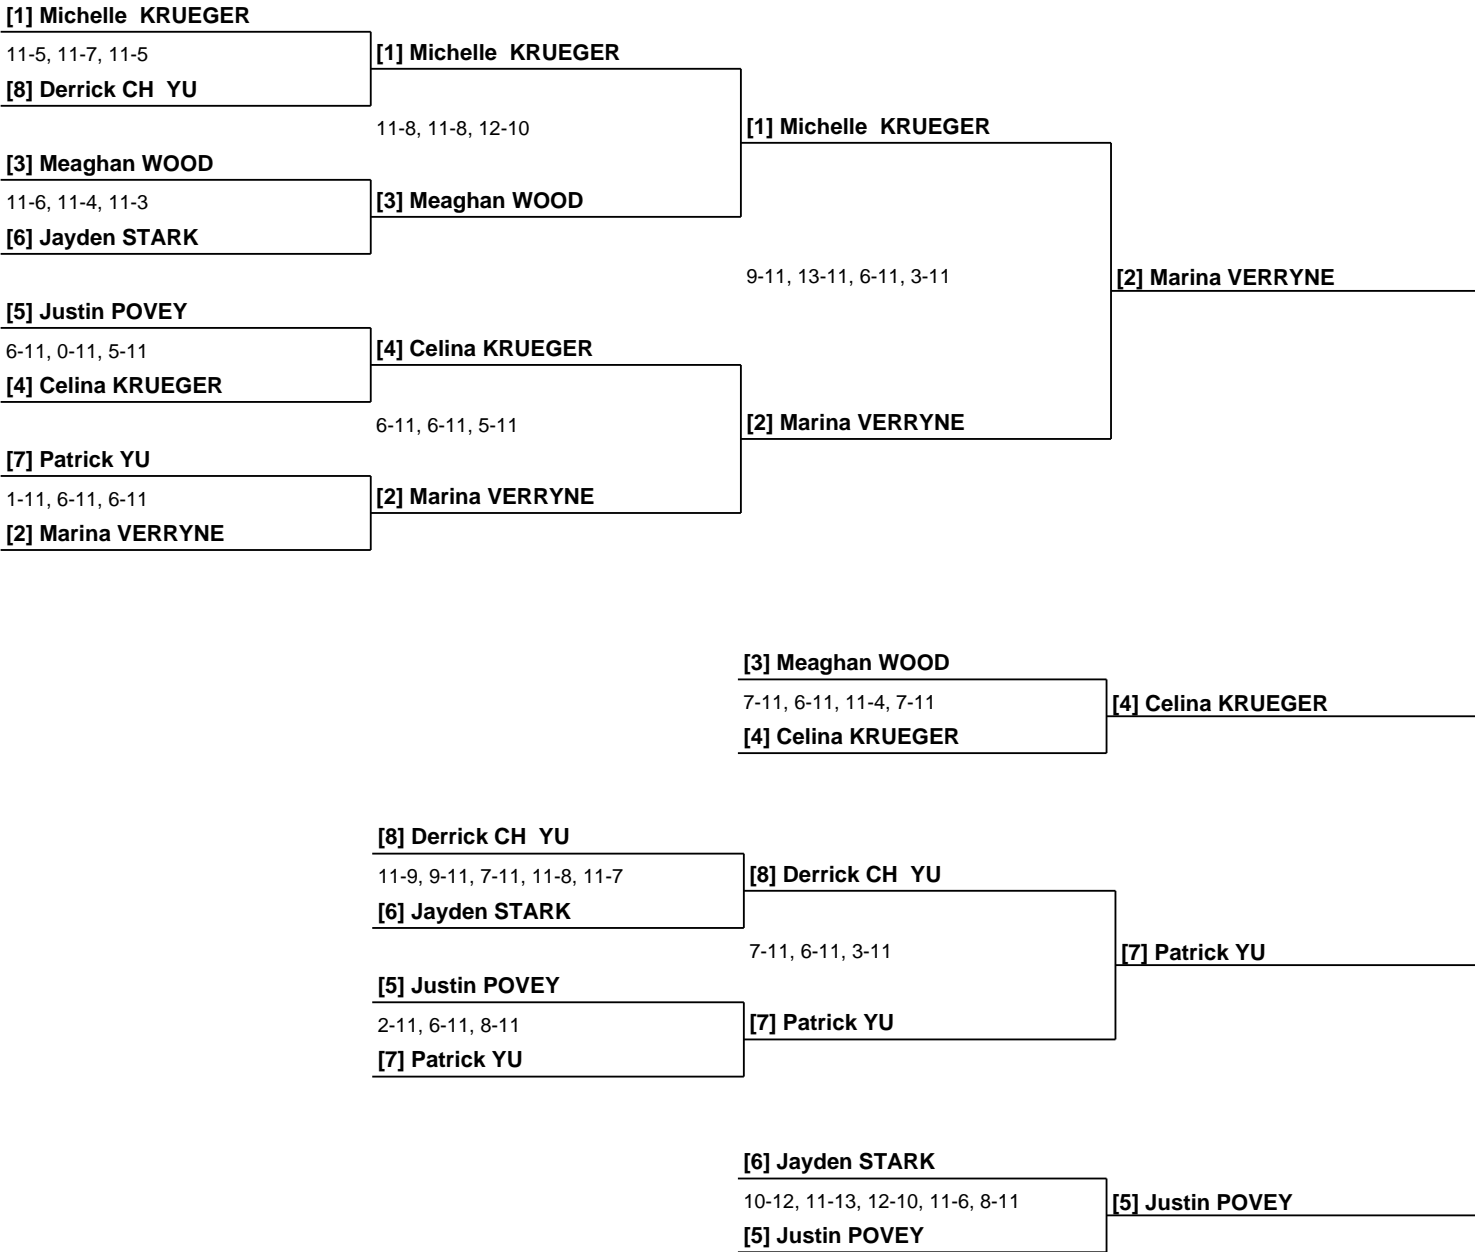 [1] Michelle  KRUEGER
11-5, 11-7, 11-5
[1] Michelle  KRUEGER
[8] Derrick CH  YU
11-8, 11-8, 12-10
[1] Michelle  KRUEGER
[3] Meaghan WOOD
11-6, 11-4, 11-3
[3] Meaghan WOOD
[6] Jayden STARK
9-11, 13-11, 6-11, 3-11
[2] Marina VERRYNE
[5] Justin POVEY
6-11, 0-11, 5-11
[4] Celina KRUEGER
[4] Celina KRUEGER
6-11, 6-11, 5-11
[2] Marina VERRYNE
[7] Patrick YU
1-11, 6-11, 6-11
[2] Marina VERRYNE
[2] Marina VERRYNE
[3] Meaghan WOOD
7-11, 6-11, 11-4, 7-11
[4] Celina KRUEGER
[4] Celina KRUEGER
[8] Derrick CH  YU
11-9, 9-11, 7-11, 11-8, 11-7
[8] Derrick CH  YU
[6] Jayden STARK
7-11, 6-11, 3-11
[7] Patrick YU
[5] Justin POVEY
2-11, 6-11, 8-11
[7] Patrick YU
[7] Patrick YU
[6] Jayden STARK
10-12, 11-13, 12-10, 11-6, 8-11
[5] Justin POVEY
[5] Justin POVEY